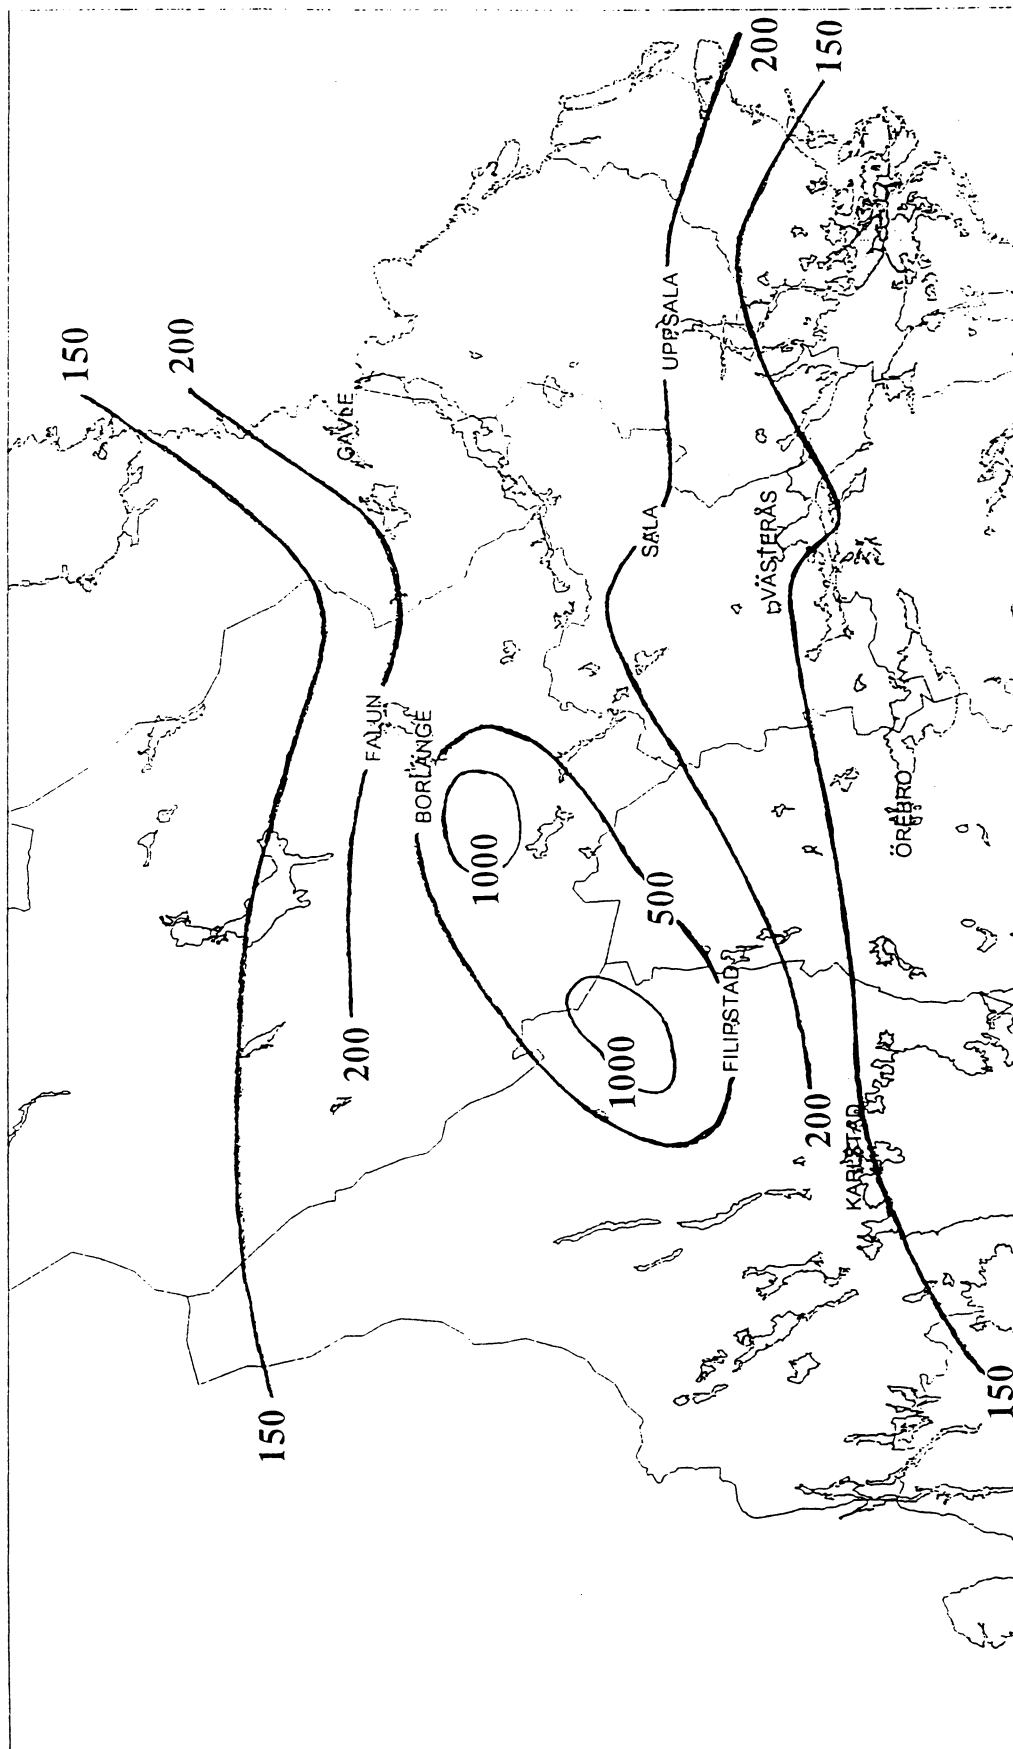 150
200
GÄVLE
FALUN
BORLÄNGE
200
150
1000
500
1000
SALA
UPPSALA
200
150
VÄSTERÅS
FILIPSTAD
200
ÖREBRO
KARLSTAD
150